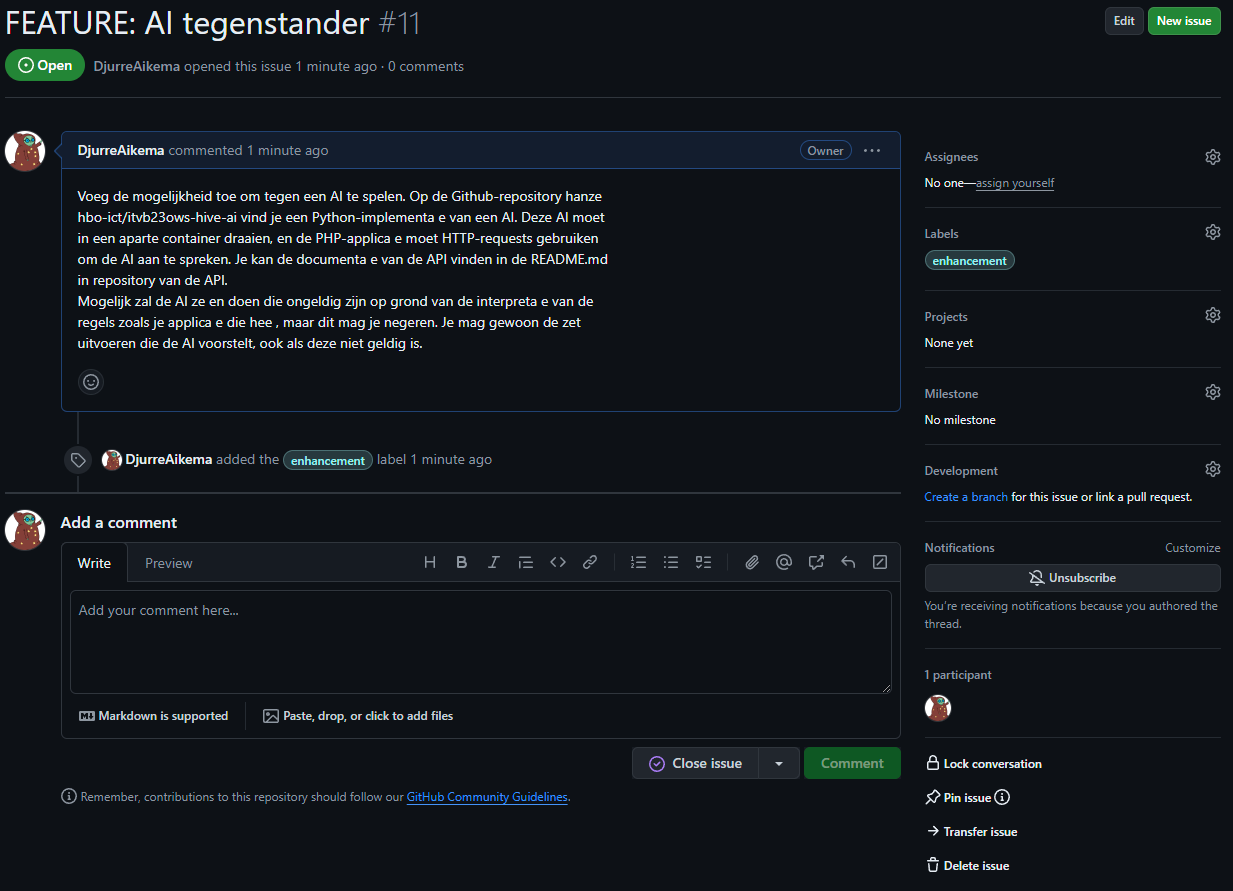 FEATURE: AI tegenstander #11
Edit
New issue
Open
DjurreAikema opened this issue 1 minute ago · 0 comments
DjurreAikema commented 1 minute ago
Owner
Voeg de mogelijkheid toe om tegen een AI te spelen. Op de Github-repository hanze
hbo-ict/itvb23ows-hive-ai vind je een Python-implementa e van een AI. Deze AI moet
in een aparte container draaien, en de PHP-applica e moet HTTP-requests gebruiken
om de AI aan te spreken. Je kan de documenta e van de API vinden in de README.md
in repository van de API.
Mogelijk zal de AI ze en doen die ongeldig zijn op grond van de interpreta e van de
regels zoals je applica e die hee , maar dit mag je negeren. Je mag gewoon de zet
uitvoeren die de AI voorstelt, ook als deze niet geldig is.
DjurreAikema added the enhancement label 1 minute ago
Add a comment
Write
Preview
Add your comment here...
Markdown is supported
Paste, drop, or click to add files
Close issue
Comment
Remember, contributions to this repository should follow our GitHub Community Guidelines.
Assignees
No one—assign yourself
Labels
enhancement
Projects
None yet
Milestone
No milestone
Development
Create a branch for this issue or link a pull request.
Notifications
Customize
Unsubscribe
You're receiving notifications because you authored the
thread.
1 participant
Lock conversation
Pin issue
Transfer issue
Delete issue